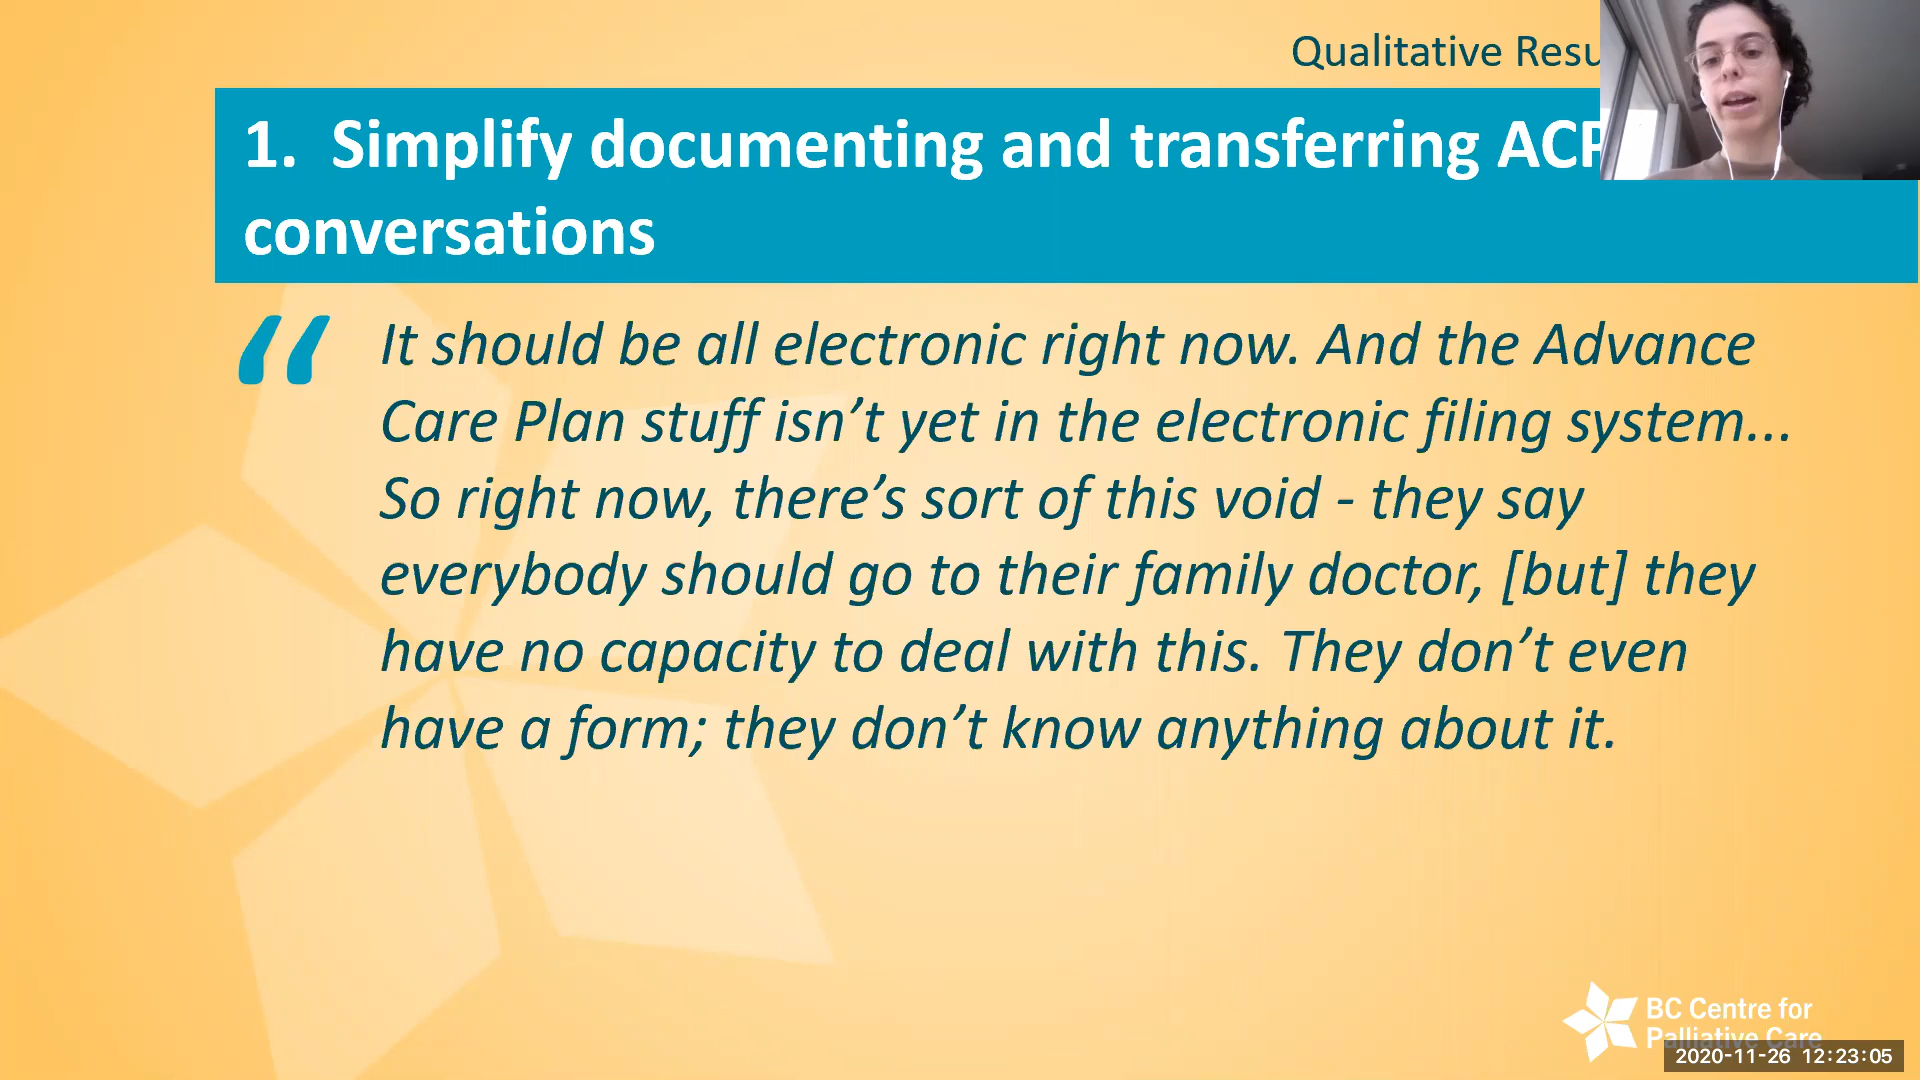 Qualitative Resu
1. Simplify documenting and transferring ACP
conversations
“ It should be all electronic right now. And the Advance
Care Plan stuff isn’t yet in the electronic filing system...
So right now, there’s sort of this void - they say
everybody should go to their family doctor, [but] they
have no capacity to deal with this. They don’t even
have a form; they don’t know anything about it.
BC Centre for
Palliative Care
2020-11-26 12:23:05